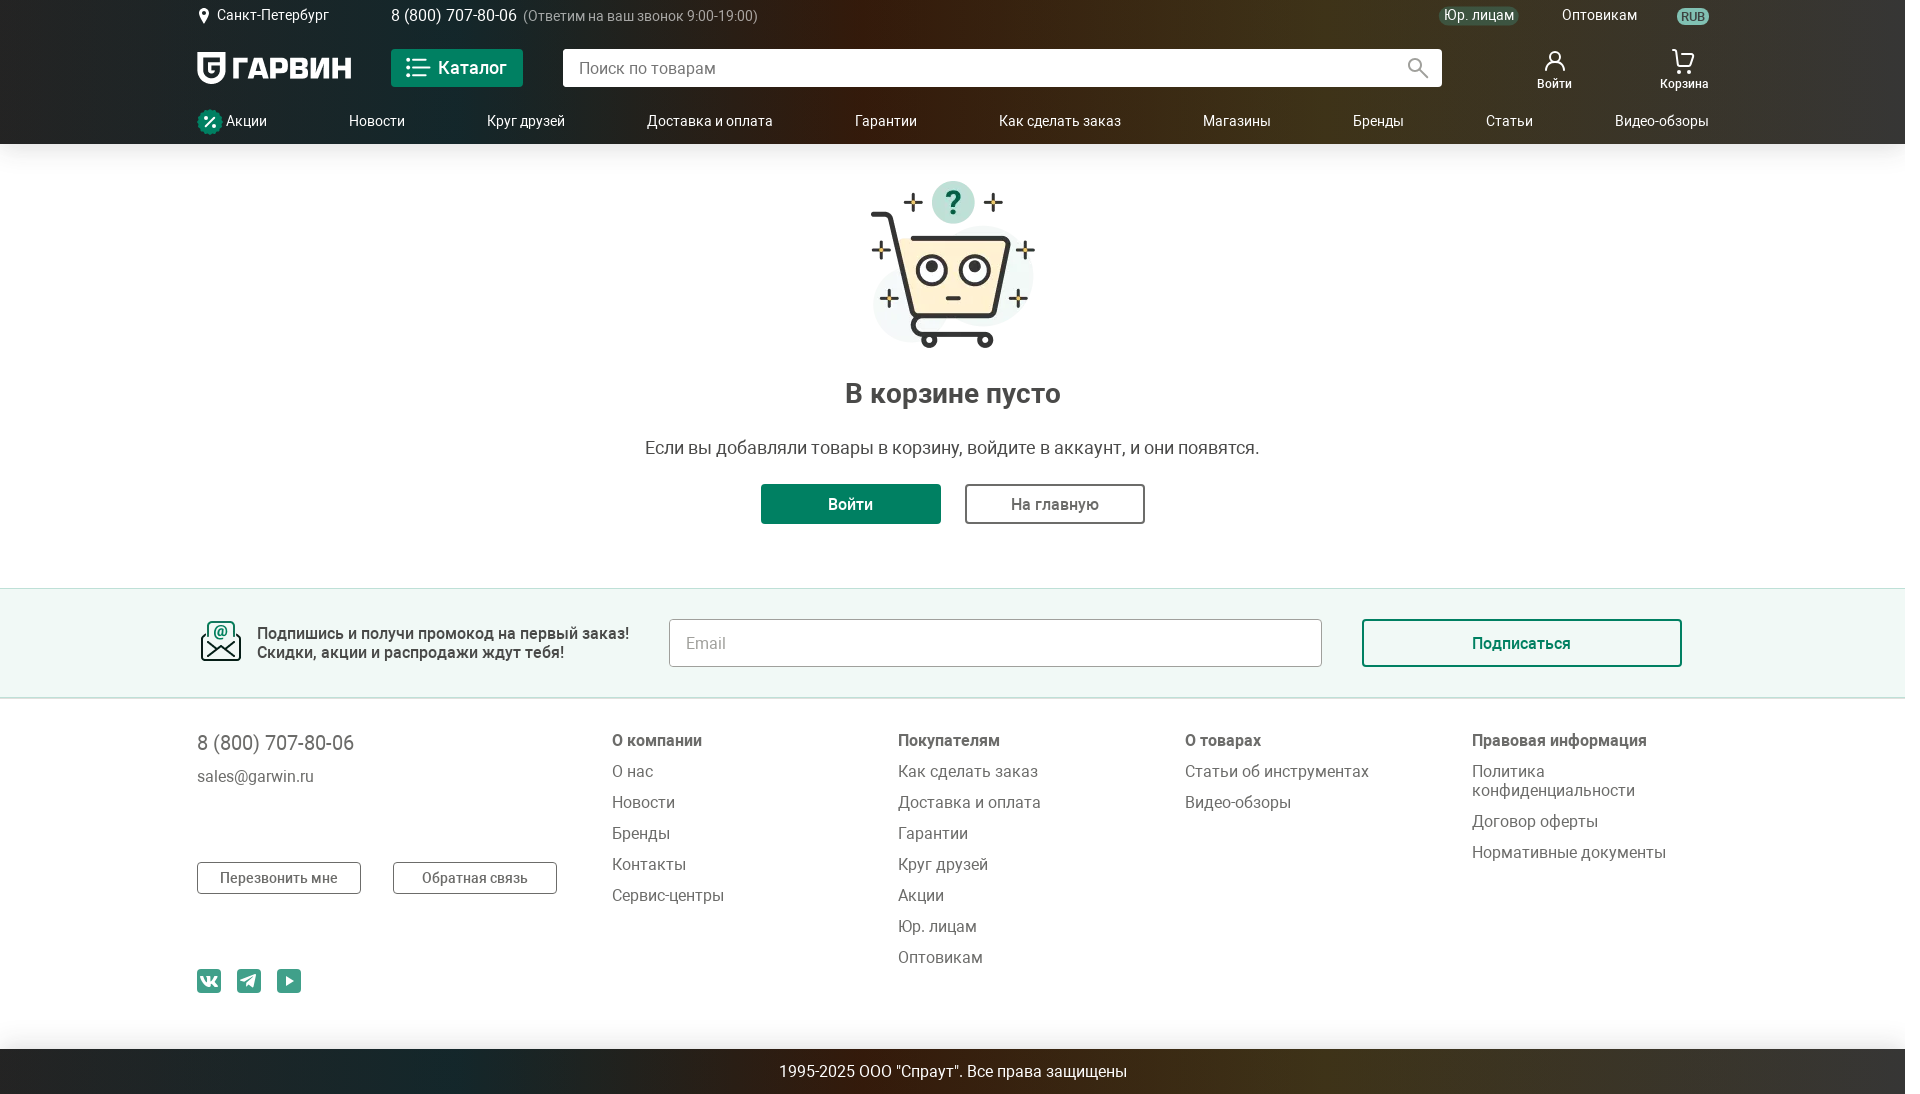 Санкт-Петербург
8 (800) 707-80-06 (Ответим на ваш звонок 9:00-19:00)
Юр. лицам
Оптовикам
RUB
ГАРВИН
Каталог
Поиск по товарам
Войти
Корзина
Акции
Новости
Круг друзей
Доставка и оплата
Гарантии
Как сделать заказ
Магазины
Бренды
Статьи
Видео-обзоры
?
В корзине пусто
Если вы добавляли товары в корзину, войдите в аккаунт, и они появятся.
Войти
На главную
Подпишись и получи промокод на первый заказ!
Скидки, акции и распродажи ждут тебя!
Email
Подписаться
8 (800) 707-80-06
sales@garwin.ru
Перезвонить мне
Обратная связь
О компании
О нас
Новости
Бренды
Контакты
Сервис-центры
Покупателям
Как сделать заказ
Доставка и оплата
Гарантии
Круг друзей
Акции
Юр. лицам
Оптовикам
О товарах
Статьи об инструментах
Видео-обзоры
Правовая информация
Политика
конфиденциальности
Договор оферты
Нормативные документы
1995-2025 ООО "Спраут". Все права защищены